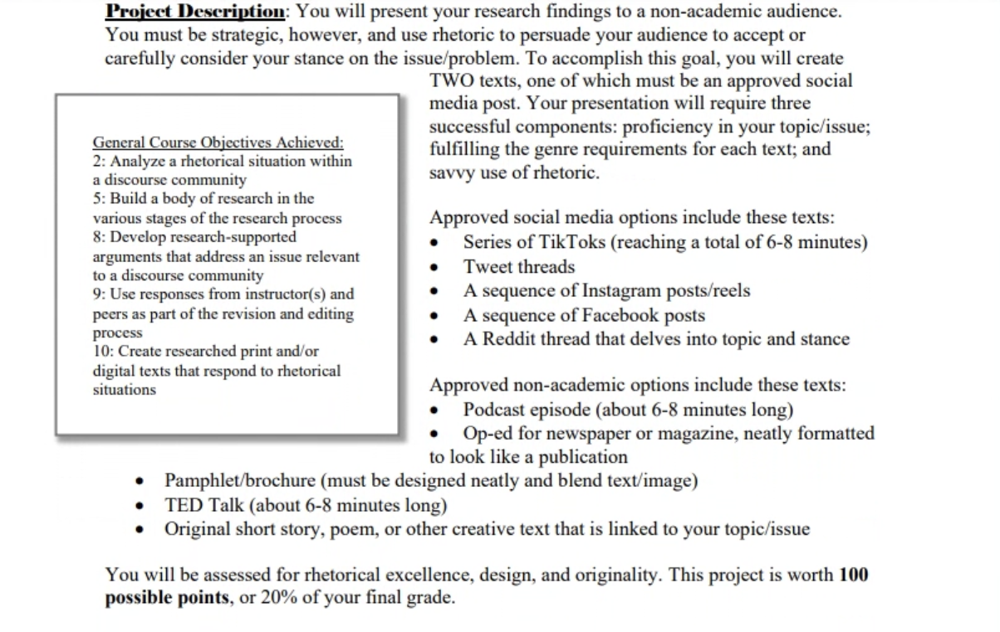 Project Description: You will present your research findings to a non-academic audience.
You must be strategic, however, and use rhetoric to persuade your audience to accept or
carefully consider your stance on the issue/problem. To accomplish this goal, you will create
TWO texts, one of which must be an approved social
media post. Your presentation will require three
successful components: proficiency in your topic/issue;
fulfilling the genre requirements for each text; and
savvy use of rhetoric.
General Course Objectives Achieved:
2: Analyze a rhetorical situation within
a discourse community
5: Build a body of research in the
various stages of the research process
8: Develop research-supported
arguments that address an issue relevant
to a discourse community
9: Use responses from instructor(s) and
peers as part of the revision and editing
process
10: Create researched print and/or
digital texts that respond to rhetorical
situations
Approved social media options include these texts:
• Series of TikToks (reaching a total of 6-8 minutes)
• Tweet threads
• A sequence of Instagram posts/reels
• A sequence of Facebook posts
• A Reddit thread that delves into topic and stance
Approved non-academic options include these texts:
• Podcast episode (about 6-8 minutes long)
• Op-ed for newspaper or magazine, neatly formatted
to look like a publication
• Pamphlet/brochure (must be designed neatly and blend text/image)
• TED Talk (about 6-8 minutes long)
• Original short story, poem, or other creative text that is linked to your topic/issue
You will be assessed for rhetorical excellence, design, and originality. This project is worth 100
possible points, or 20% of your final grade.